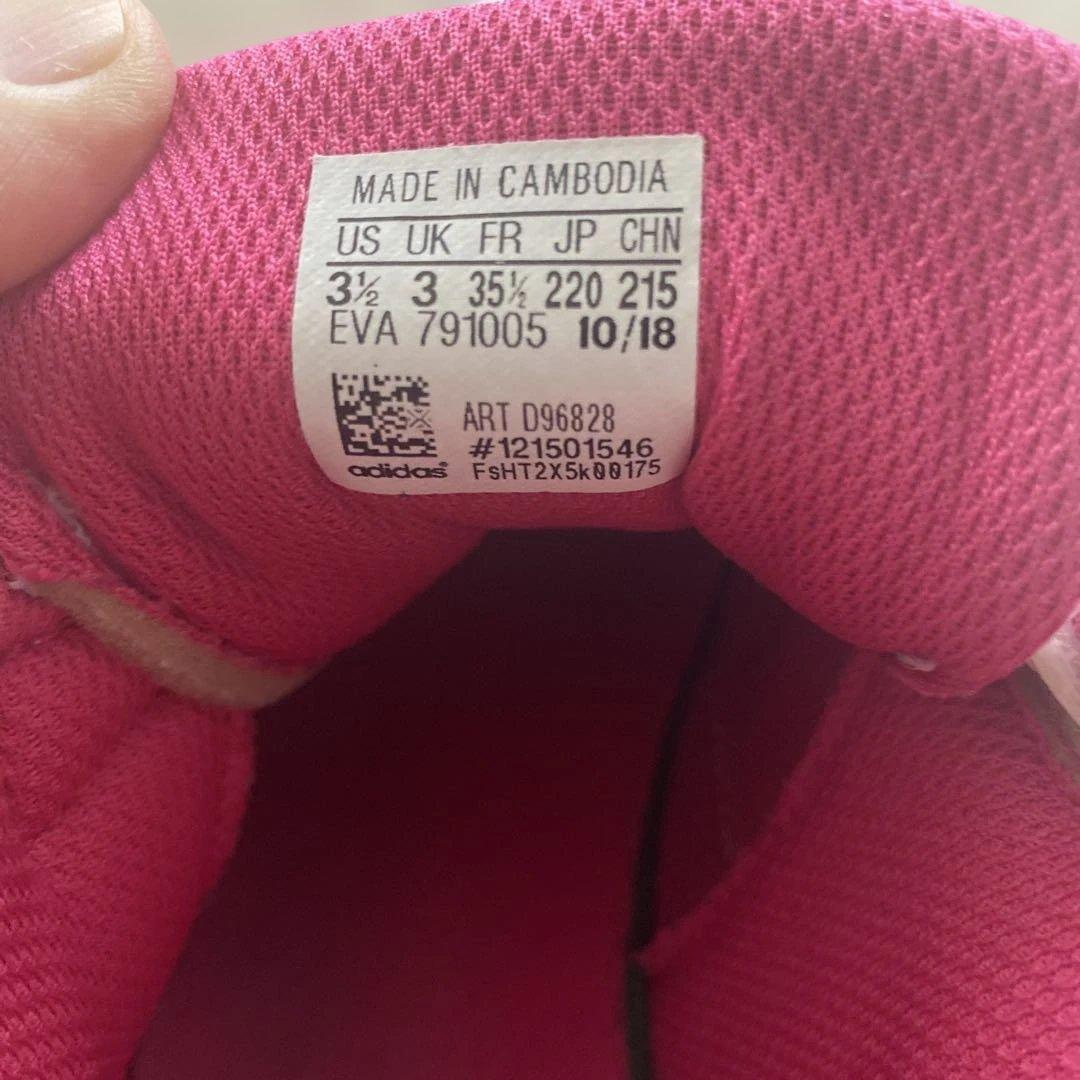 MADE IN CAMBODIA
US UK FR JP CHN
3½ 3 35½ 220 215
EVA 791005 10/18
ART D96828
#121501546
adidas FsHT2X5k00175